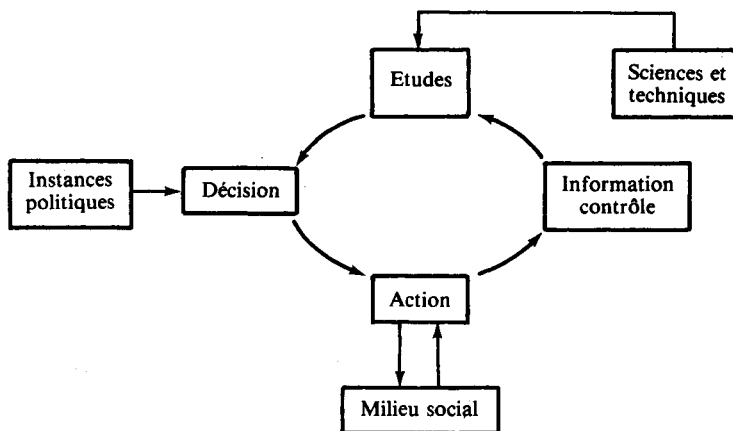 Etudes
Sciences et
techniques
Instances
politiques
Décision
Information
contrôle
Action
Milieu social